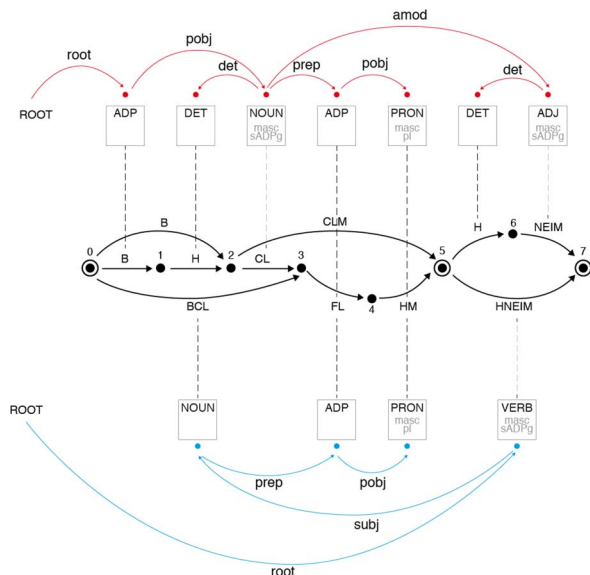 amod
pobj
root
det
prep
pobj
det
ROOT
ADP
DET
NOUN
masc
sADPg
ADP
PRON
masc
pl
DET
ADJ
masc
sADPg
B
CLM
H
6
NEIM
0
B
1
H
2
CL
3
5
7
BCL
FL
4
HM
HNEIM
ROOT
NOUN
ADP
PRON
masc
pl
VERB
masc
sADPg
prep
pobj
subj
root